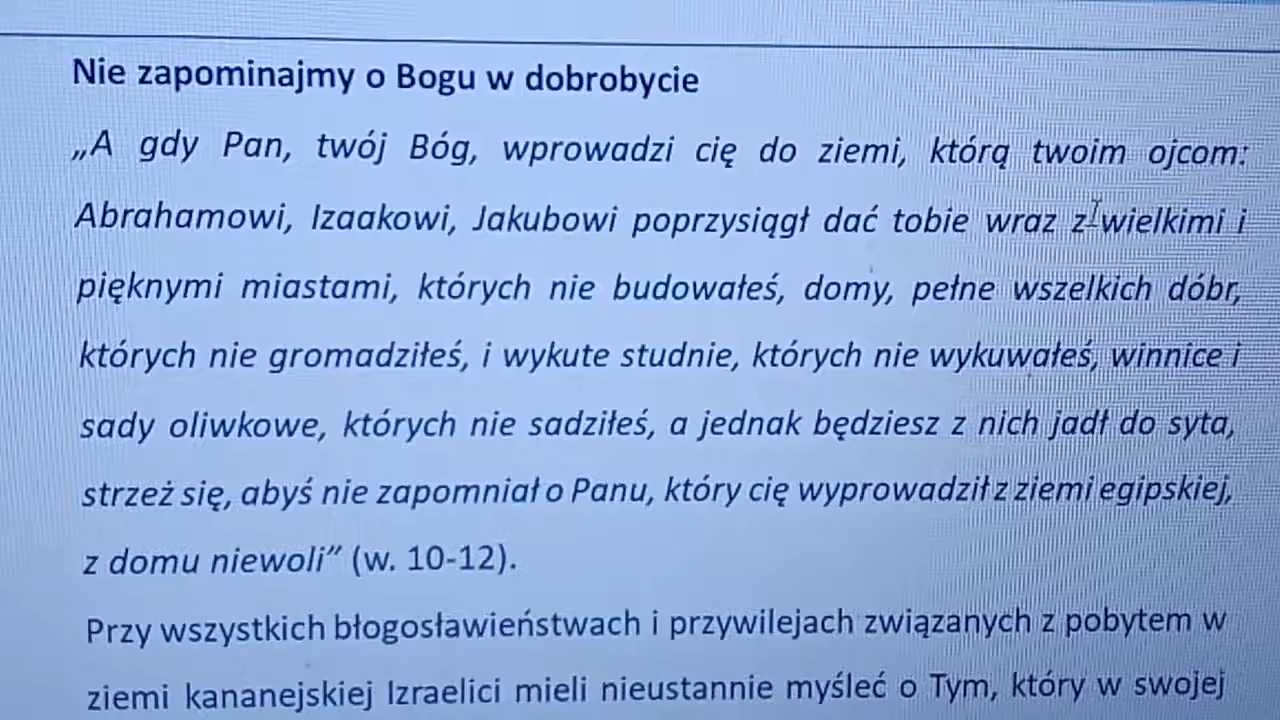 Nie zapominajmy o Bogu w dobrobycie
„A gdy Pan, twój Bóg, wprowadzi cię do ziemi, którą twoim ojcom:
Abrahamowi, Izaakowi, Jakubowi poprzysiągł dać tobie wraz z wielkimi i
pięknymi miastami, których nie budowałeś, domy, pełne wszelkich dóbr,
których nie gromadziłeś, i wykute studnie, których nie wykuwałeś, winnice i
sady oliwkowe, których nie sadziłeś, a jednak będziesz z nich jadł do syta,
strzeż się, abyś nie zapomniał o Panu, który cię wyprowadził z ziemi egipskiej,
z domu niewoli” (w. 10-12).
Przy wszystkich błogosławieństwach i przywilejach związanych z pobytem w
ziemi kananejskiej Izraelici mieli nieustannie myśleć o Tym, który w swojej